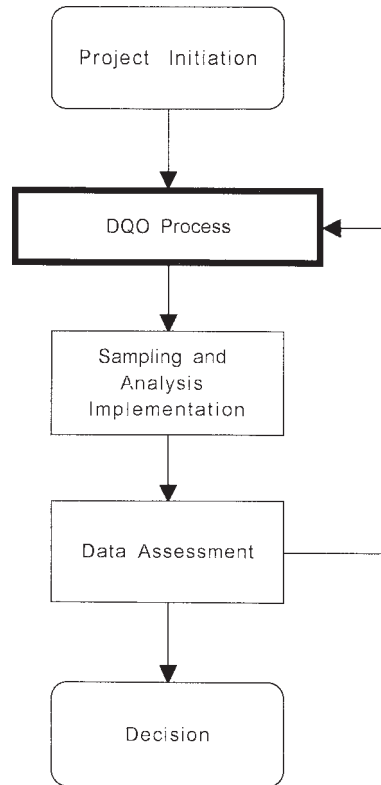 Project Initiation
DQO Process
Sampling and
Analysis
Implementation
Data Assessment
Decision